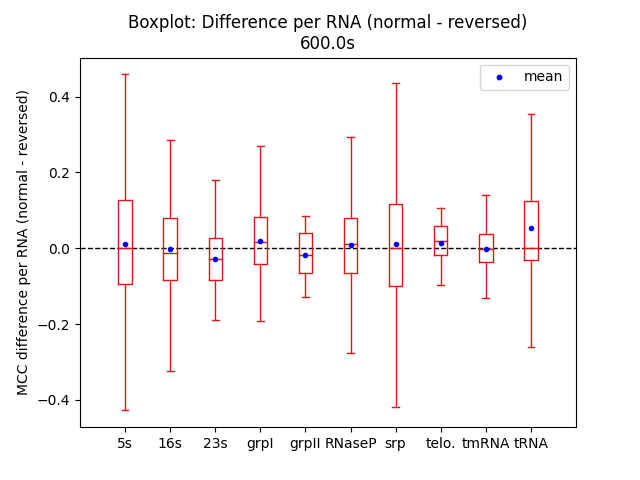 Boxplot: Difference per RNA (normal - reversed)
600.0s
mean
MCC difference per RNA (normal - reversed)
0.4
0.2
0.0
−0.2
−0.4
5s 16s 23s grpI grpII RNaseP srp telo. tmRNA tRNA